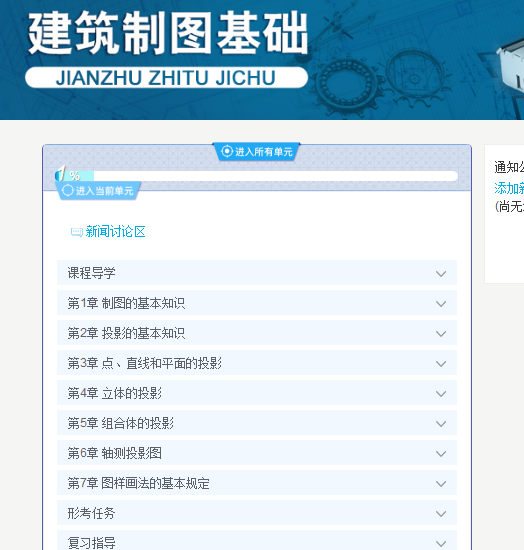 建筑制图基础
JIANZHU ZHITU JICHU
进入所有单元
1 %
进入当前单元
新闻讨论区
课程导学
第1章 制图的基本知识
第2章 投影的基本知识
第3章 点、直线和平面的投影
第4章 立体的投影
第5章 组合体的投影
第6章 轴测投影图
第7章 图样画法的基本规定
形考任务
复习指导
通知公
添加新
(尚无